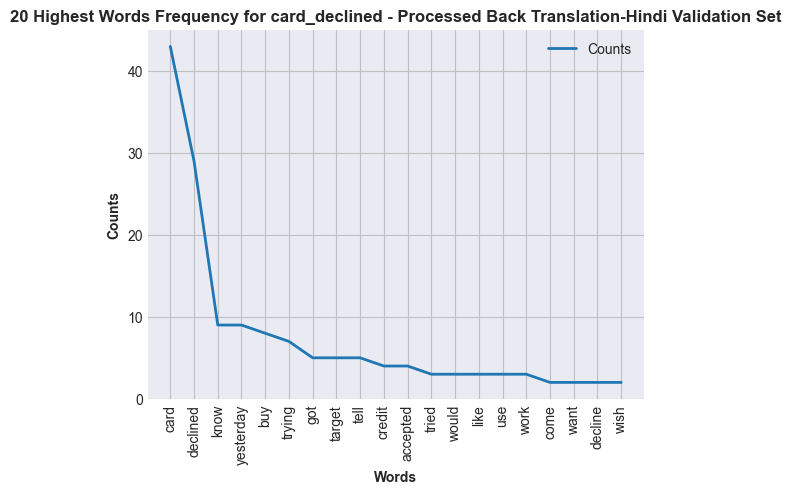 20 Highest Words Frequency for card_declined - Processed Back Translation-Hindi Validation Set
Counts
Counts
40
30
20
10
0
card
declined
know
yesterday
buy
trying
got
target
tell
credit
accepted
tried
would
like
use
work
come
want
decline
wish
Words